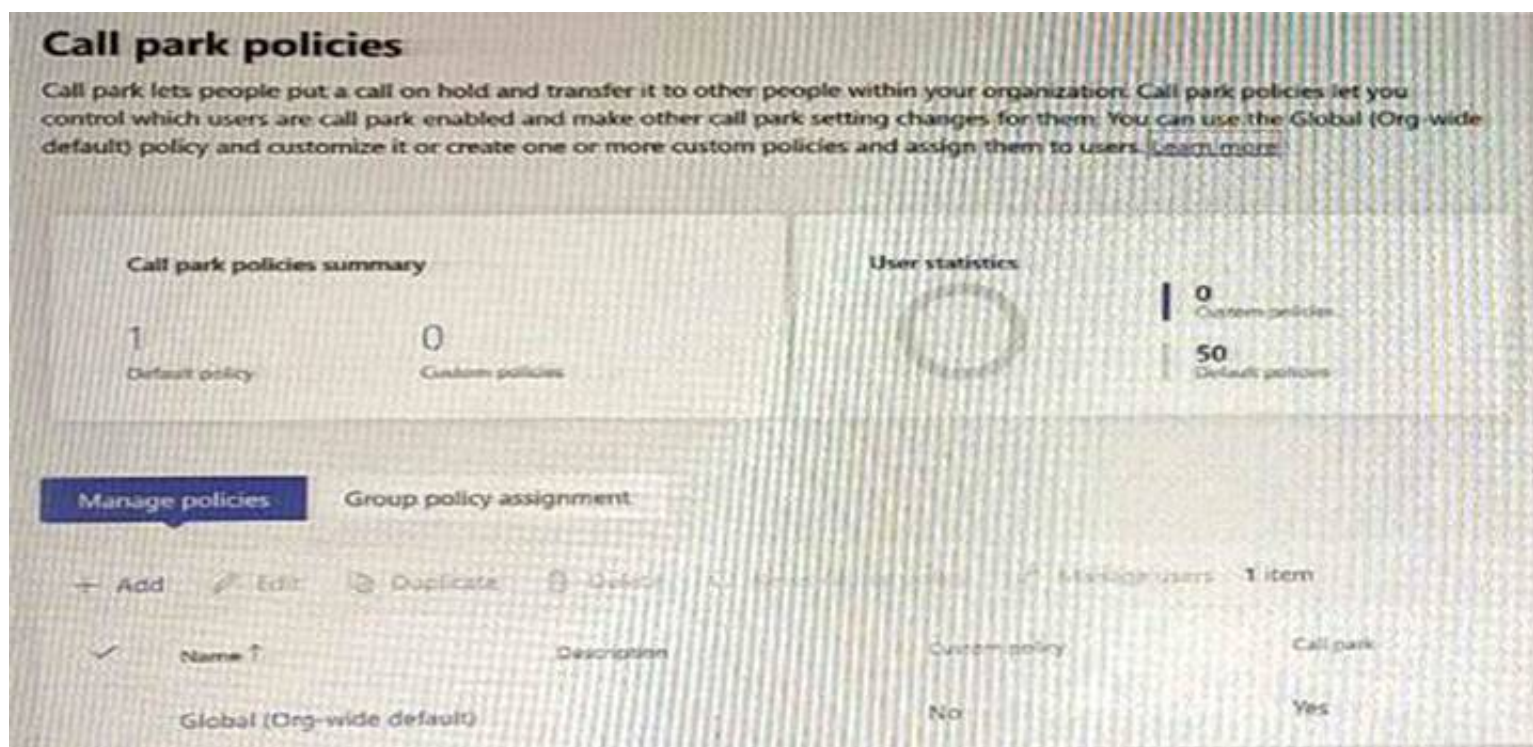 Call park policies
Call park lets people put a call on hold and transfer it to other people within your organization. Call park policies let you
control which users are call park enabled and make other call park setting changes for them. You can use the Global (Org-wide
default) policy and customize it or create one or more custom policies and assign them to users. Learn more
Call park policies summary
User statistics
1
0
0
Custom policies
50
Default policies
Default policy
Custom policies
Manage policies
Group policy assignment
+ Add
Edit
Duplicate
Delete
Manage users
1 item
Name ↑
Description
Custom policy
Call park
Global (Org-wide default)
No
Yes